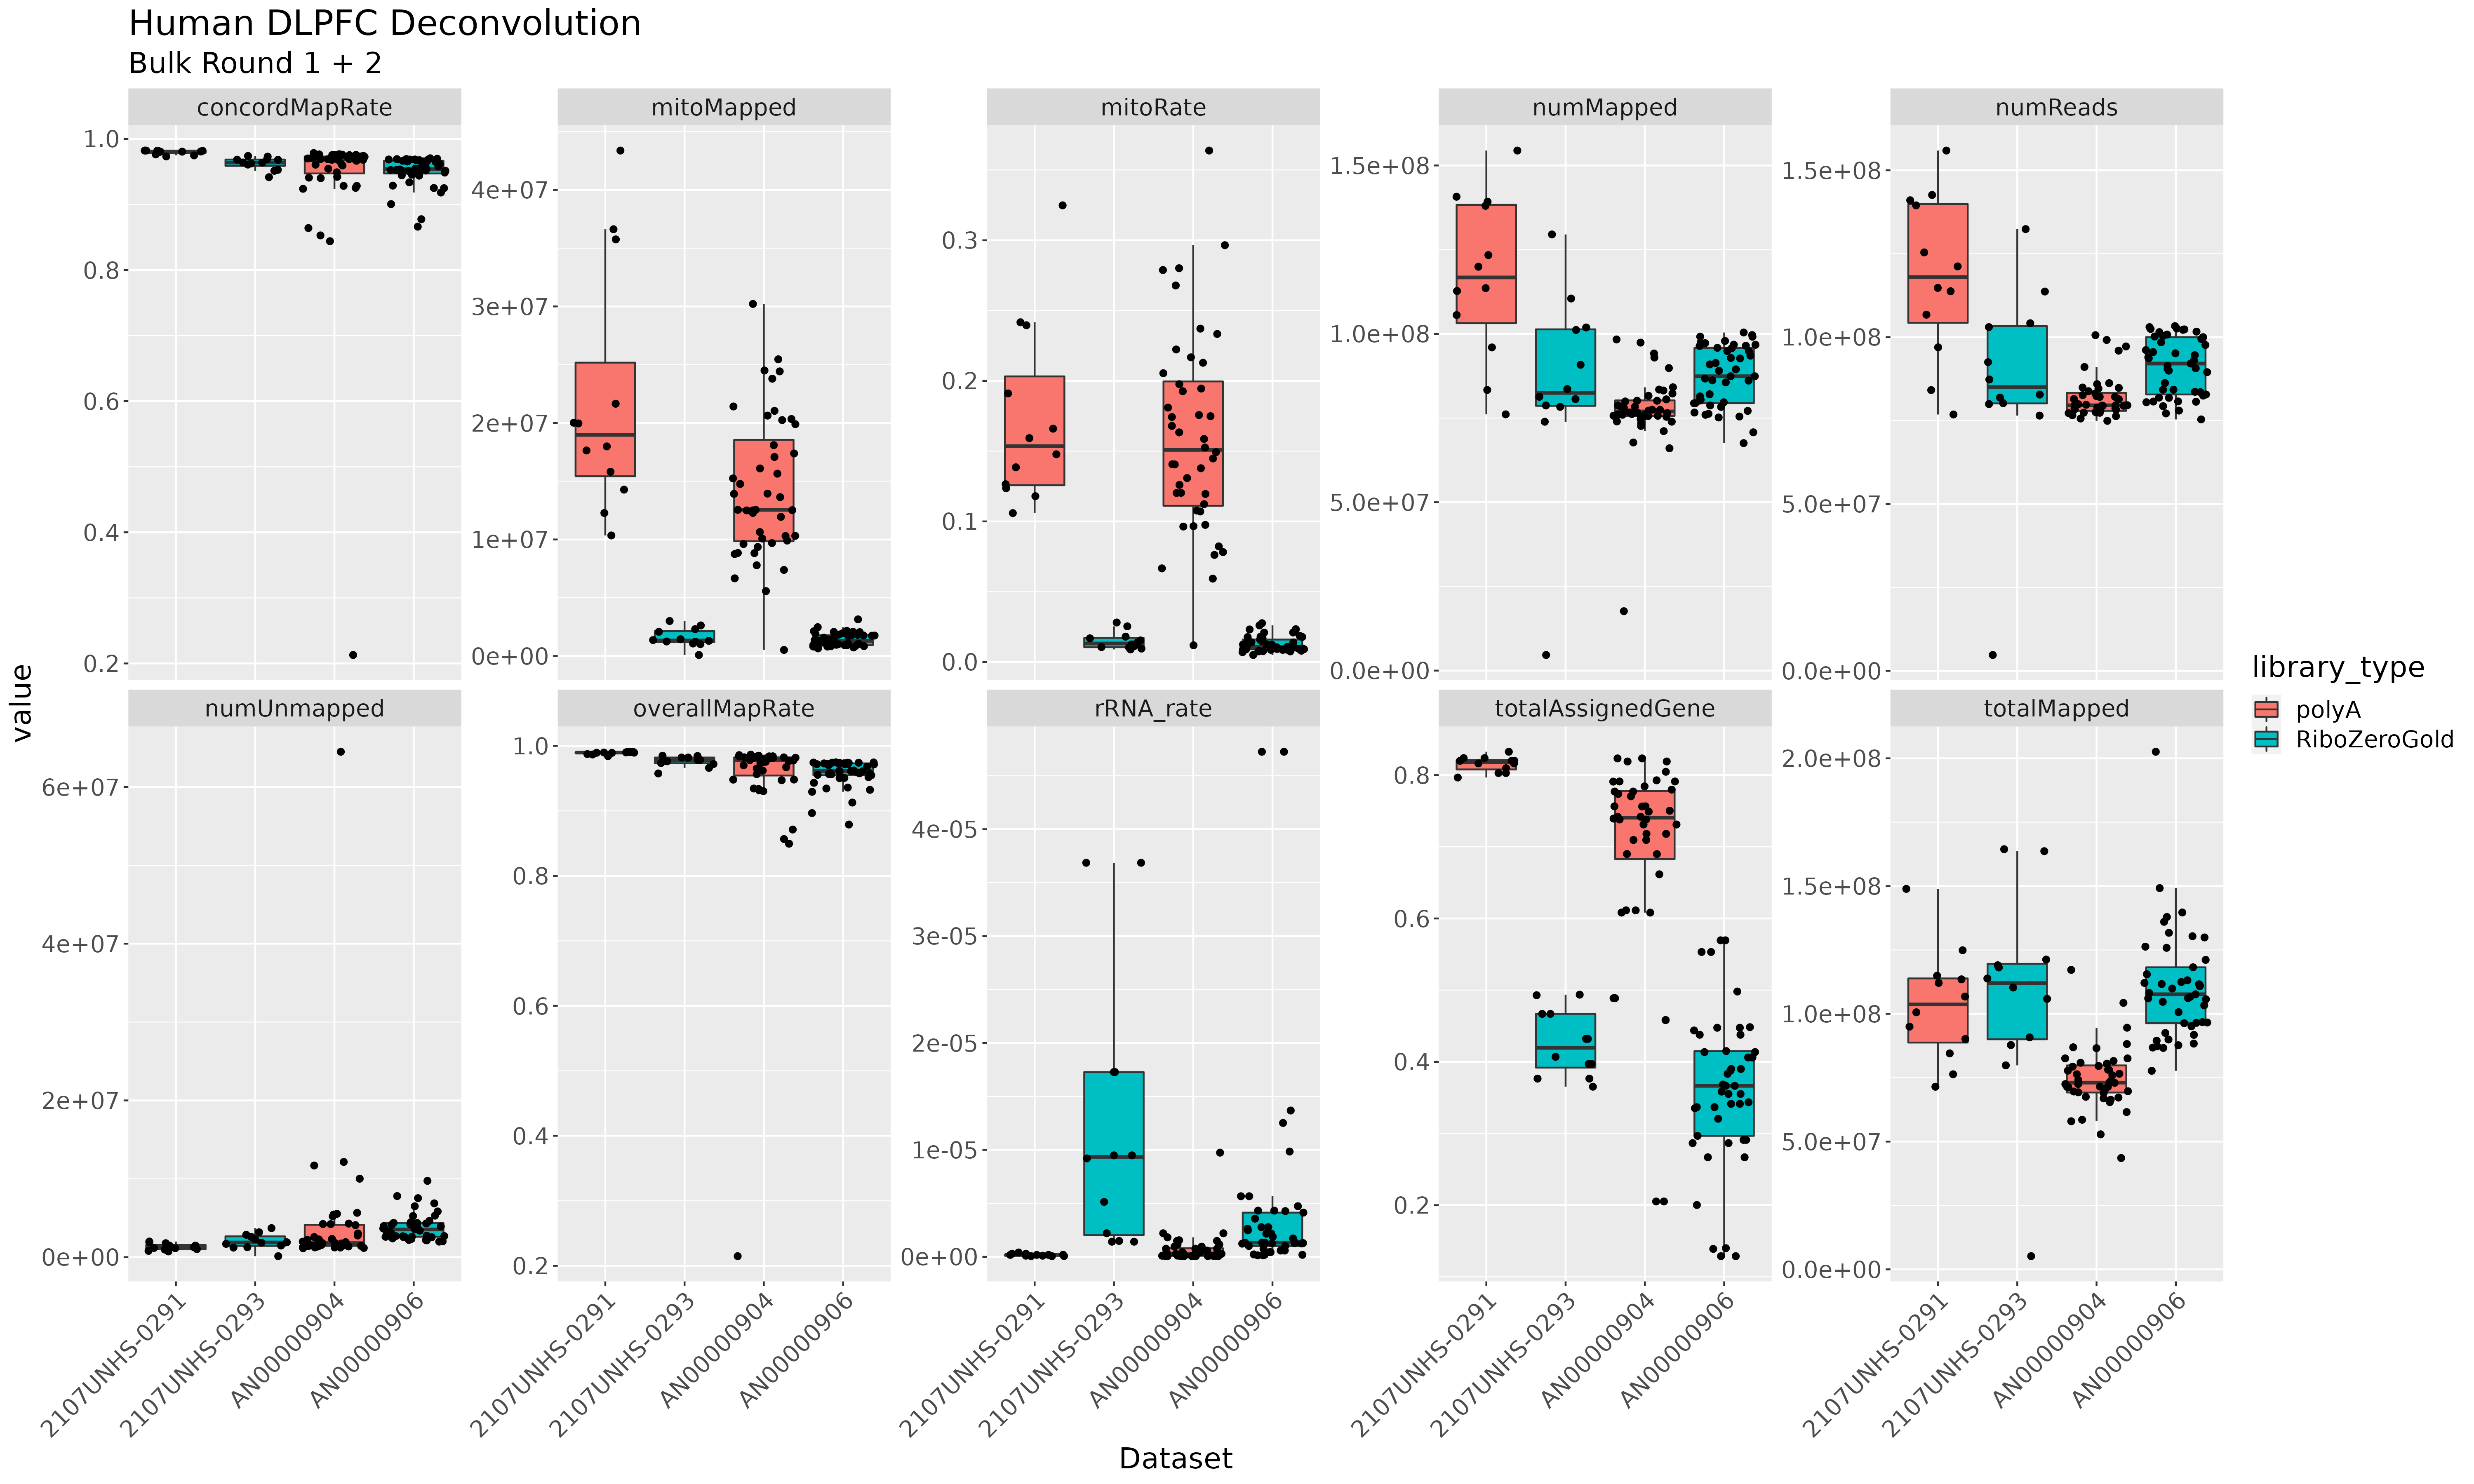 Human DLPFC Deconvolution
Bulk Round 1 + 2
concordMapRate
mitoMapped
mitoRate
numMapped
numReads
1.0
0.8
0.6
0.4
0.2
4e+07
3e+07
2e+07
1e+07
0e+00
0.3
0.2
0.1
0.0
1.5e+08
1.0e+08
5.0e+07
0.0e+00
1.5e+08
1.0e+08
5.0e+07
0.0e+00
value
numUnmapped
overallMapRate
rRNA_rate
totalAssignedGene
totalMapped
6e+07
4e+07
2e+07
0e+00
1.0
0.8
0.6
0.4
0.2
4e-05
3e-05
2e-05
1e-05
0e+00
0.8
0.6
0.4
0.2
2.0e+08
1.5e+08
1.0e+08
5.0e+07
0.0e+00
2107UNHS-0291
2107UNHS-0293
AN00000904
AN00000906
2107UNHS-0291
2107UNHS-0293
AN00000904
AN00000906
2107UNHS-0291
2107UNHS-0293
AN00000904
AN00000906
2107UNHS-0291
2107UNHS-0293
AN00000904
AN00000906
2107UNHS-0291
2107UNHS-0293
AN00000904
AN00000906
Dataset
library_type
polyA
RiboZeroGold